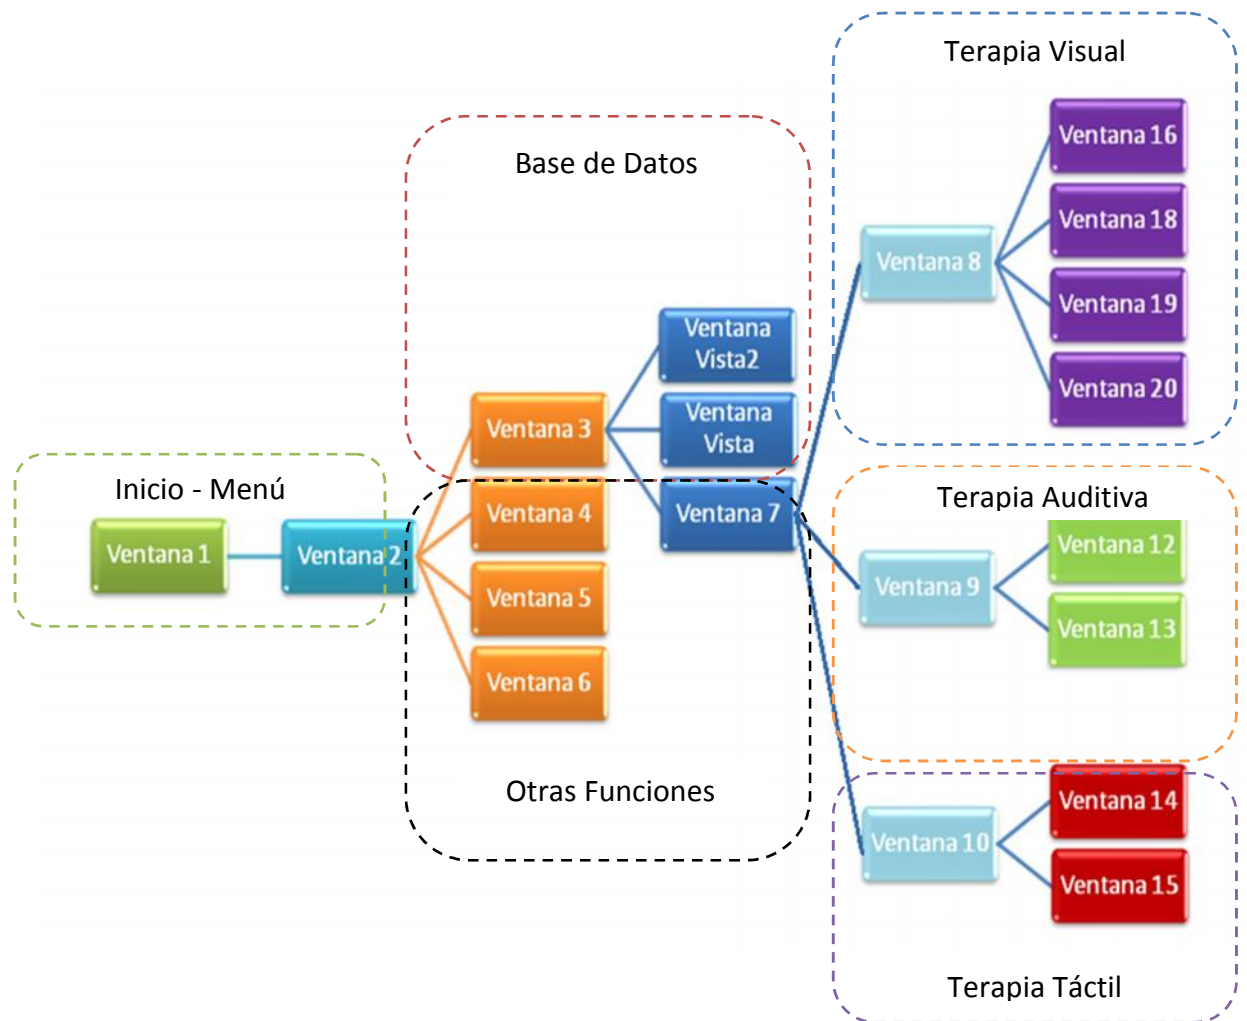 Terapia Visual
Ventana 16
Ventana 18
Ventana 8
Ventana 19
Ventana 20
Base de Datos
Ventana
Vista2
Ventana 3
Ventana
Vista
Inicio - Menú
Ventana 1
Ventana 2
Ventana 4
Ventana 7
Ventana 5
Ventana 6
Otras Funciones
Terapia Auditiva
Ventana 12
Ventana 9
Ventana 13
Ventana 14
Ventana 10
Ventana 15
Terapia Táctil